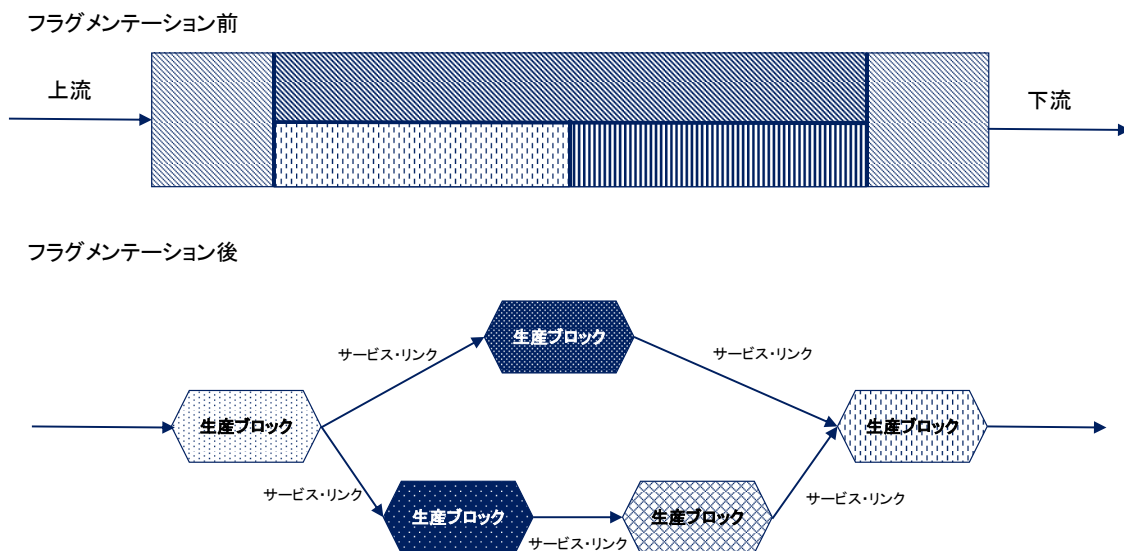 フラグメンテーション前
上流
下流
フラグメンテーション後
生産ブロック
サービス・リンク
サービス・リンク
生産ブロック
生産ブロック
サービス・リンク
サービス・リンク
生産ブロック
生産ブロック
サービス・リンク